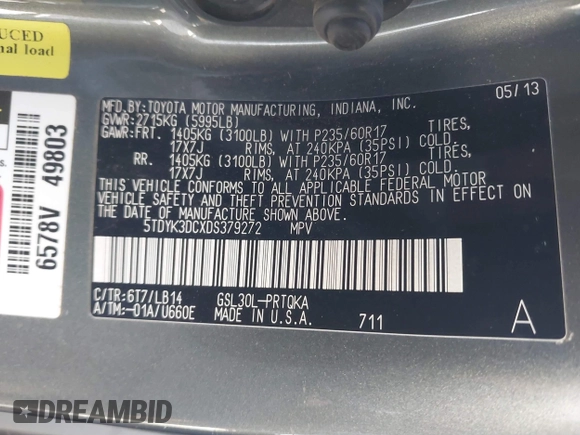 UCED
nal load
6578V 49803
MFD.BY:TOYOTA MOTOR MANUFACTURING, INDIANA, INC. 05/13
GVWR:2715KG (5995LB)
GAWR:FRT. 1405KG (3100LB) WITH P235/60R17 TIRES,
17X7J RIMS, AT 240KPA (35PSI) COLD.
RR. 1405KG (3100LB) WITH P235/60R17 TIRES,
17X7J RIMS, AT 240KPA (35PSI) COLD.
THIS VEHICLE CONFORMS TO ALL APPLICABLE FEDERAL MOTOR
VEHICLE SAFETY AND THEFT PREVENTION STANDARDS IN EFFECT ON
THE DATE OF MANUFACTURE SHOWN ABOVE.
5TDYK3DCXDS379272 MPV
C/TR:6T7/LB14 GSL30L-PRTQKA
A/TM:-01A/U660E MADE IN U.S.A. 711 A
DREAMBID